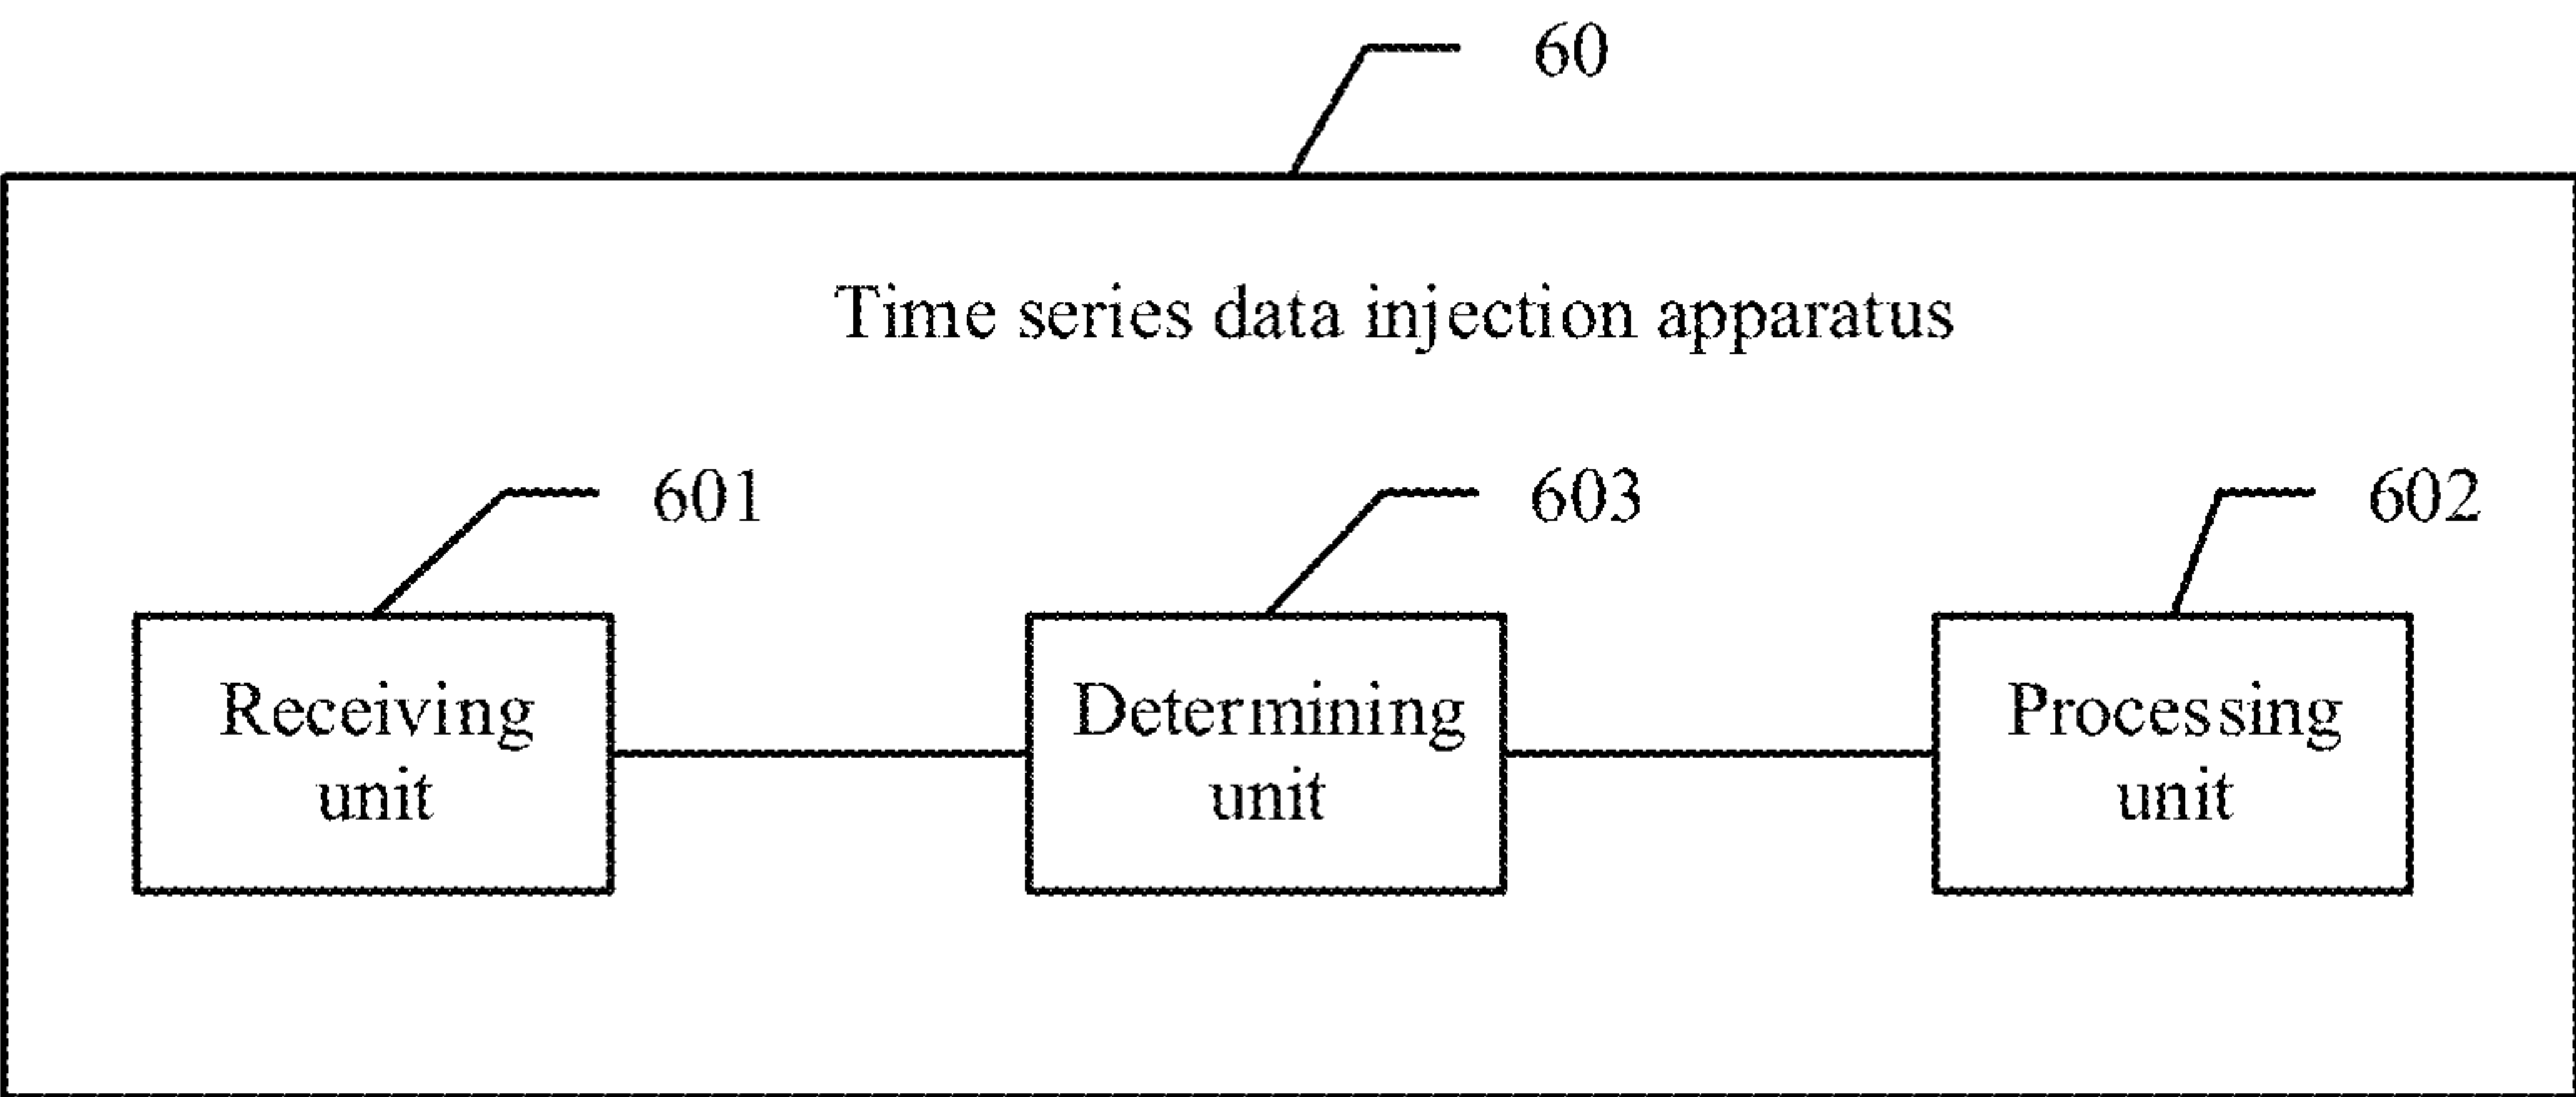 60
Time series data injection apparatus
601
603
602
Receiving
unit
Determining
unit
Processing
unit